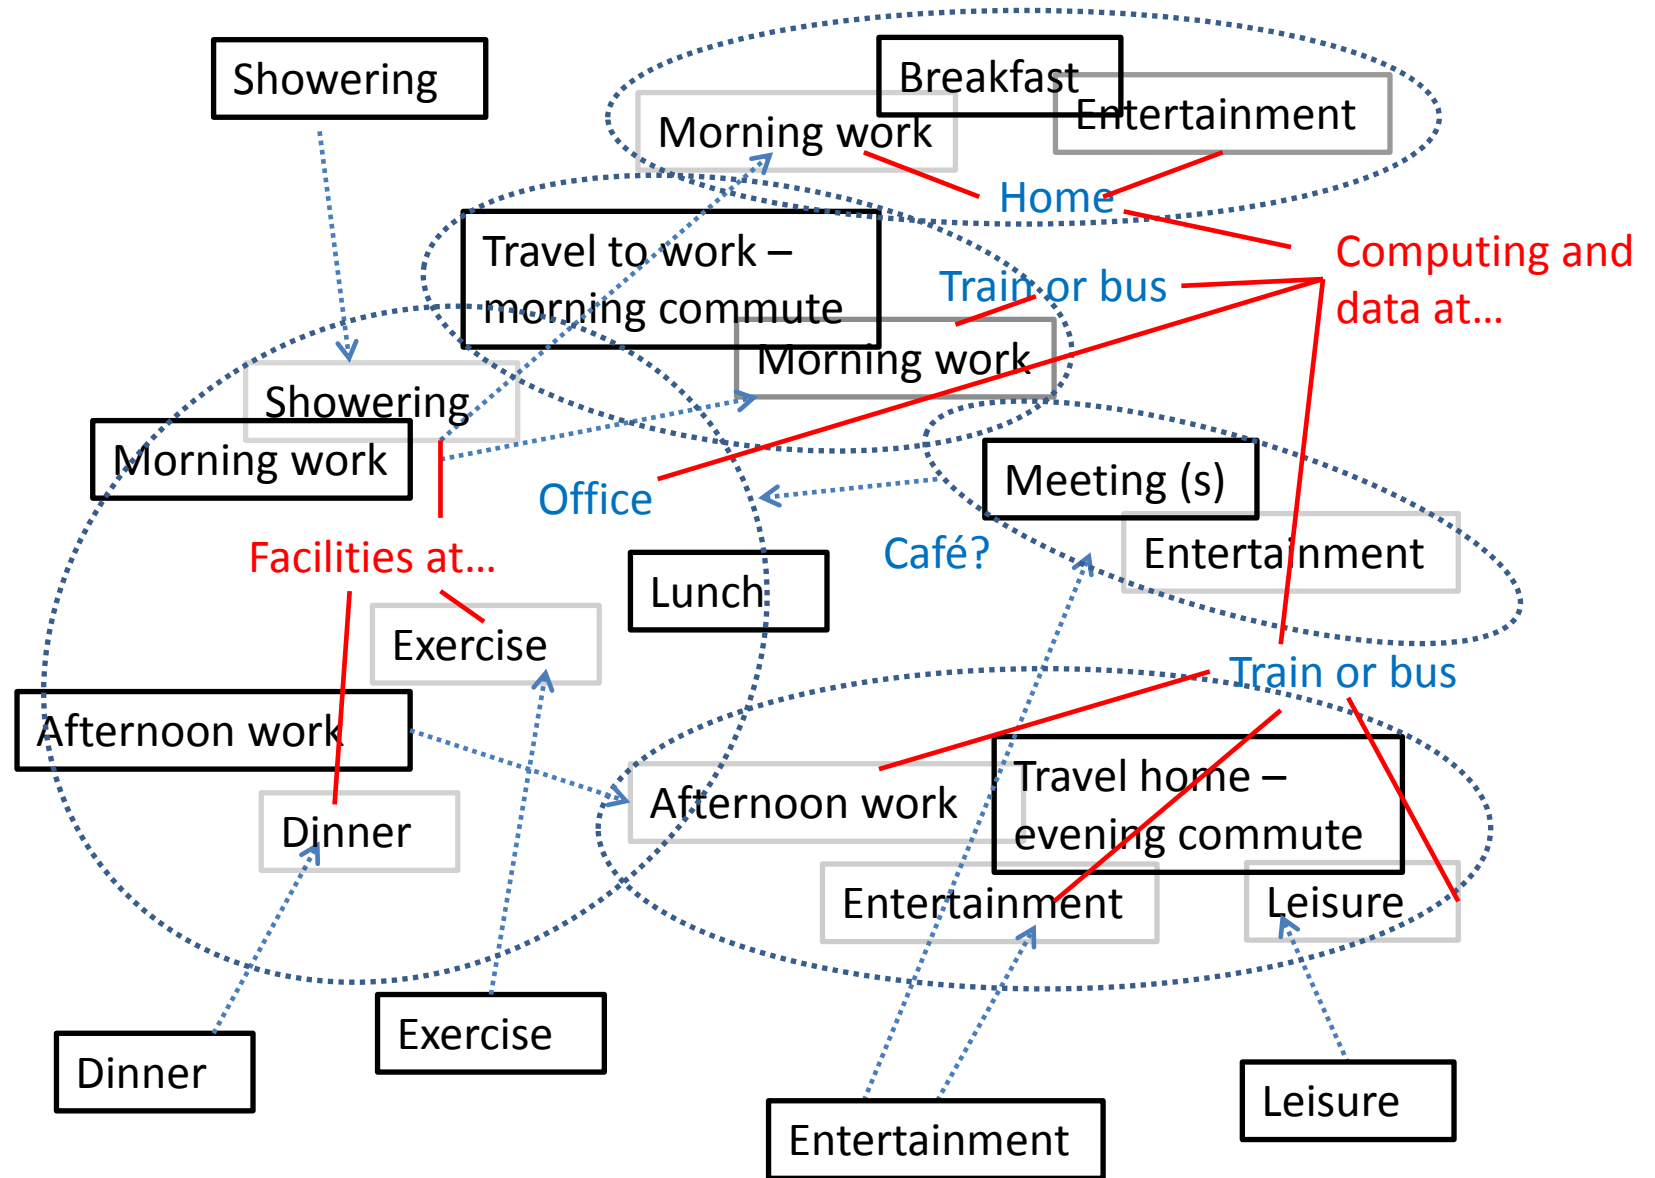 Showering
Breakfast
Entertainment
Morning work
Home
Travel to work –
morning commute
Computing and
data at…
Train or bus
Morning work
Showering
Morning work
Meeting (s)
Office
Entertainment
Café?
Facilities at…
Lunch
Exercise
Train or bus
Afternoon work
Travel home –
evening commute
Afternoon work
Dinner
Entertainment
Leisure
Exercise
Dinner
Leisure
Entertainment